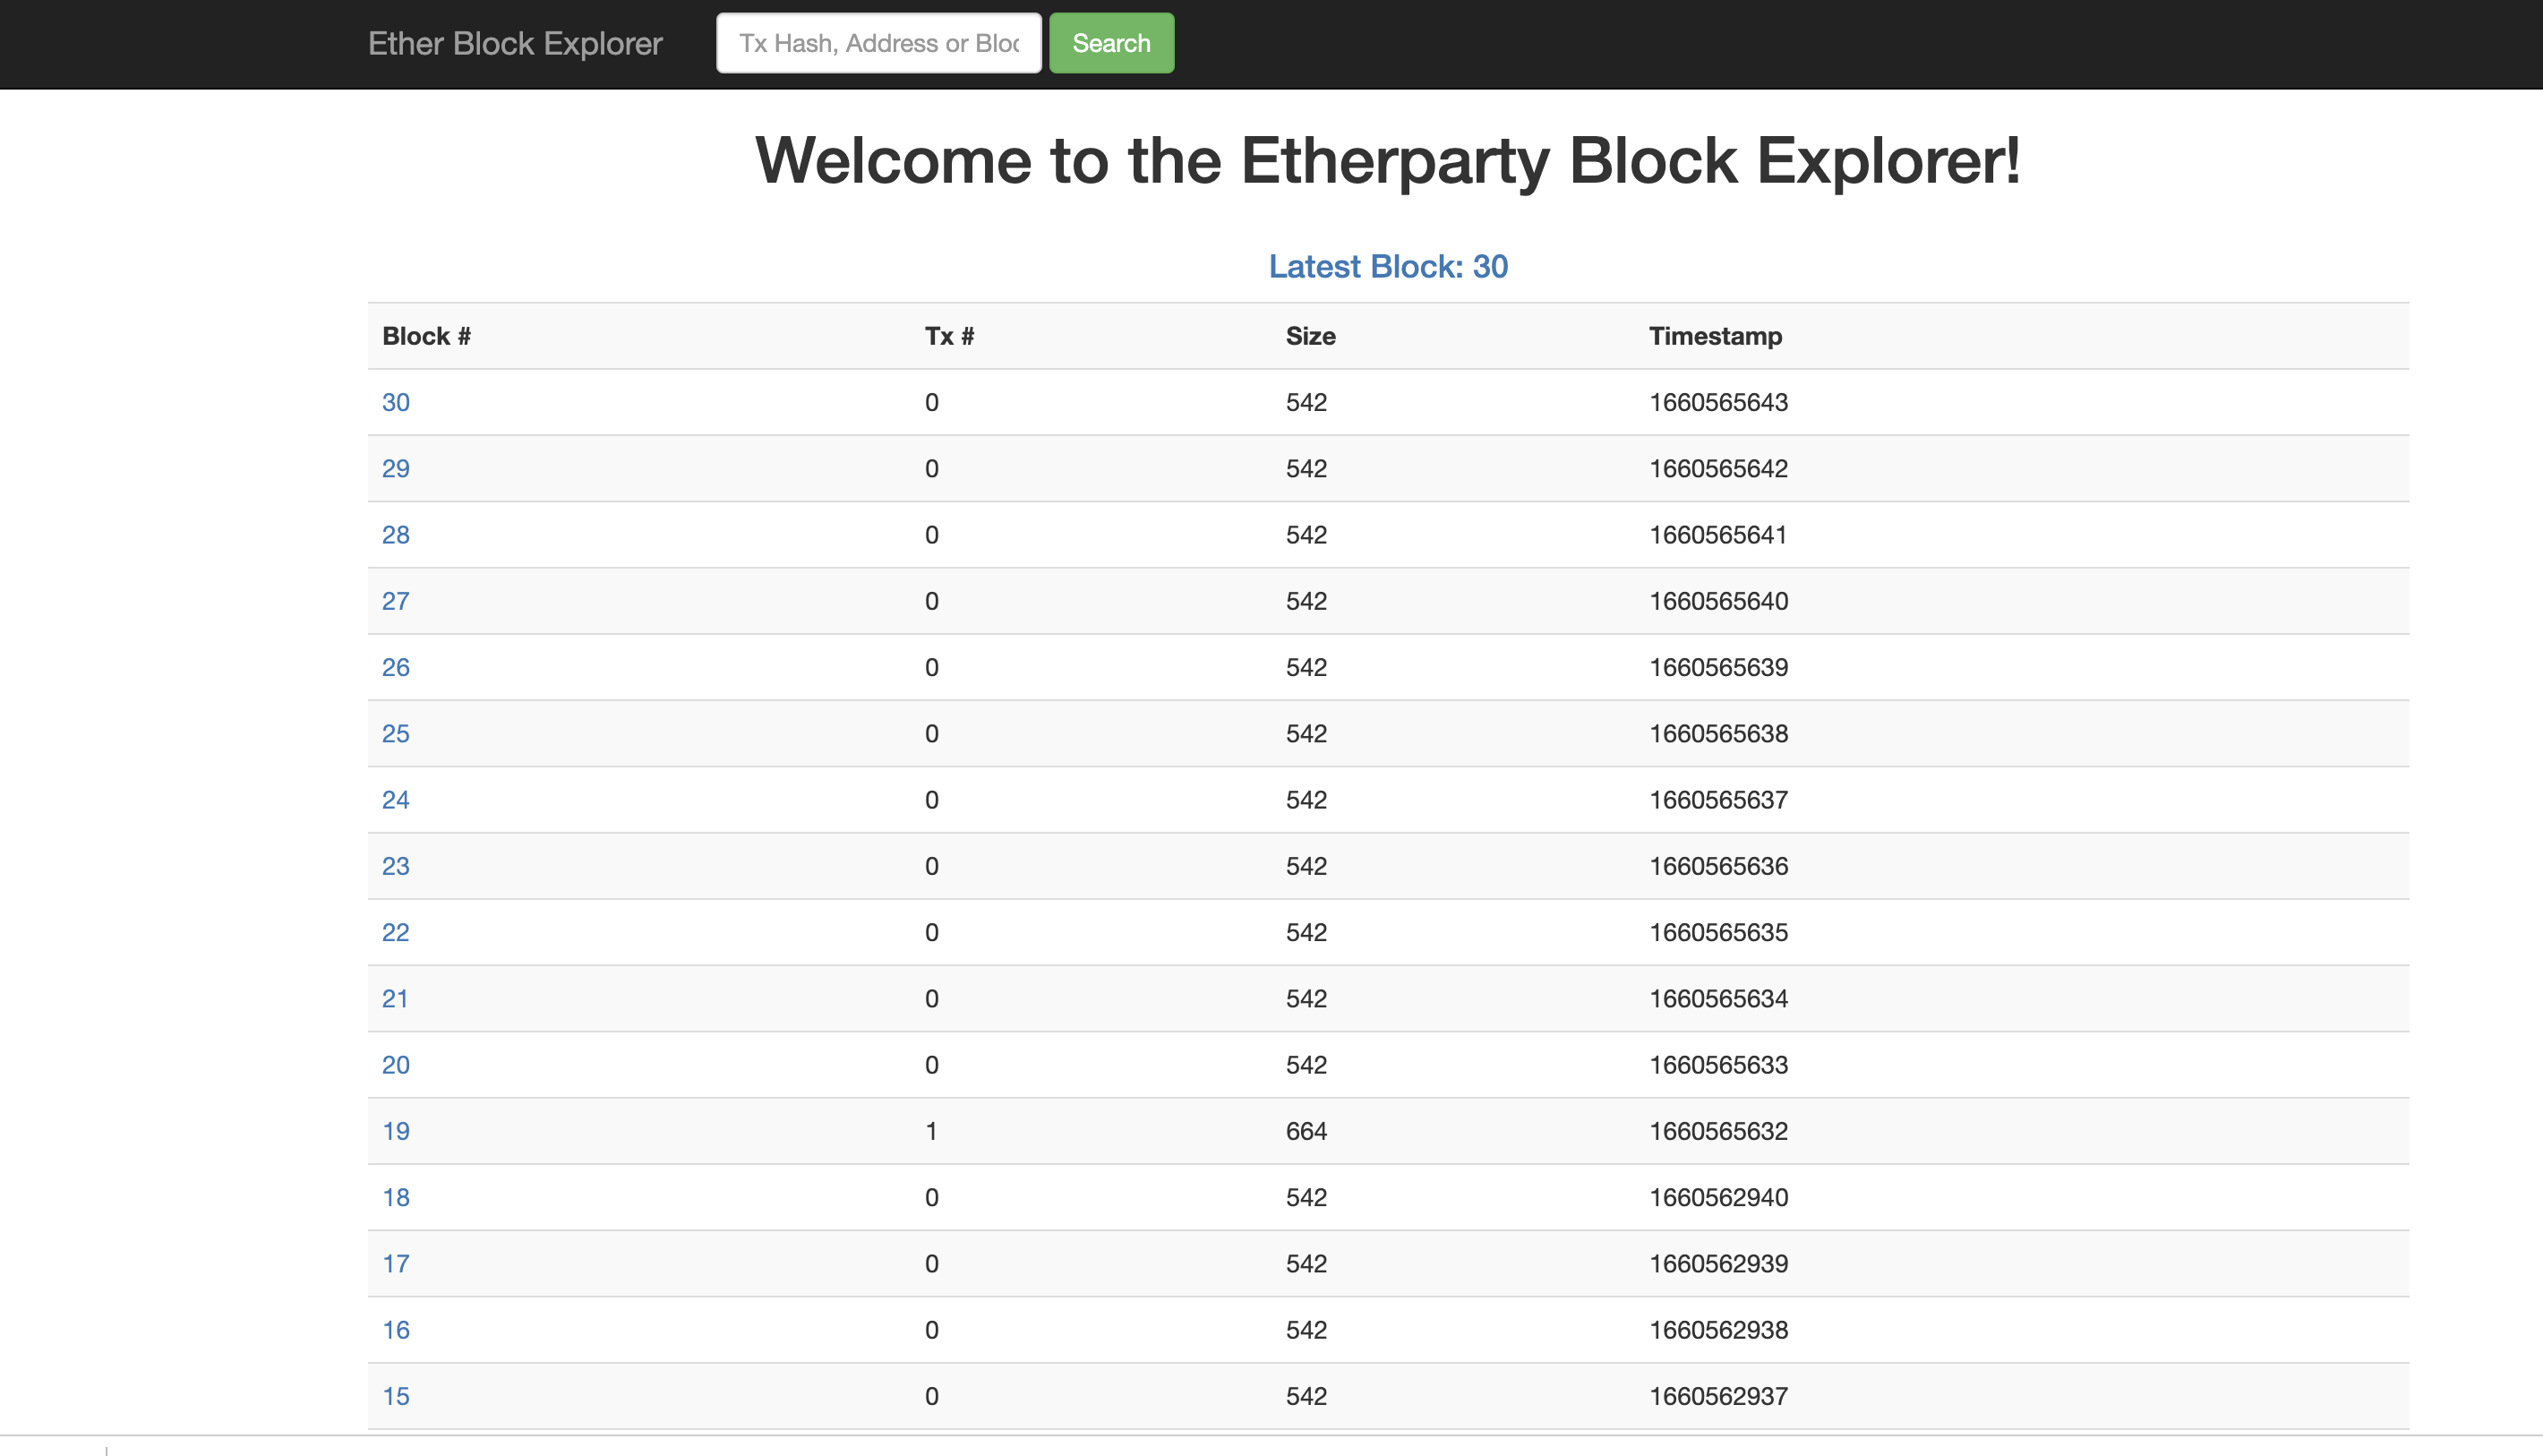 Ether Block Explorer Tx Hash, Address or Bloc Search
Welcome to the Etherparty Block Explorer!
Latest Block: 30
Block # Tx # Size Timestamp
30 0 542 1660565643
29 0 542 1660565642
28 0 542 1660565641
27 0 542 1660565640
26 0 542 1660565639
25 0 542 1660565638
24 0 542 1660565637
23 0 542 1660565636
22 0 542 1660565635
21 0 542 1660565634
20 0 542 1660565633
19 1 664 1660565632
18 0 542 1660562940
17 0 542 1660562939
16 0 542 1660562938
15 0 542 1660562937